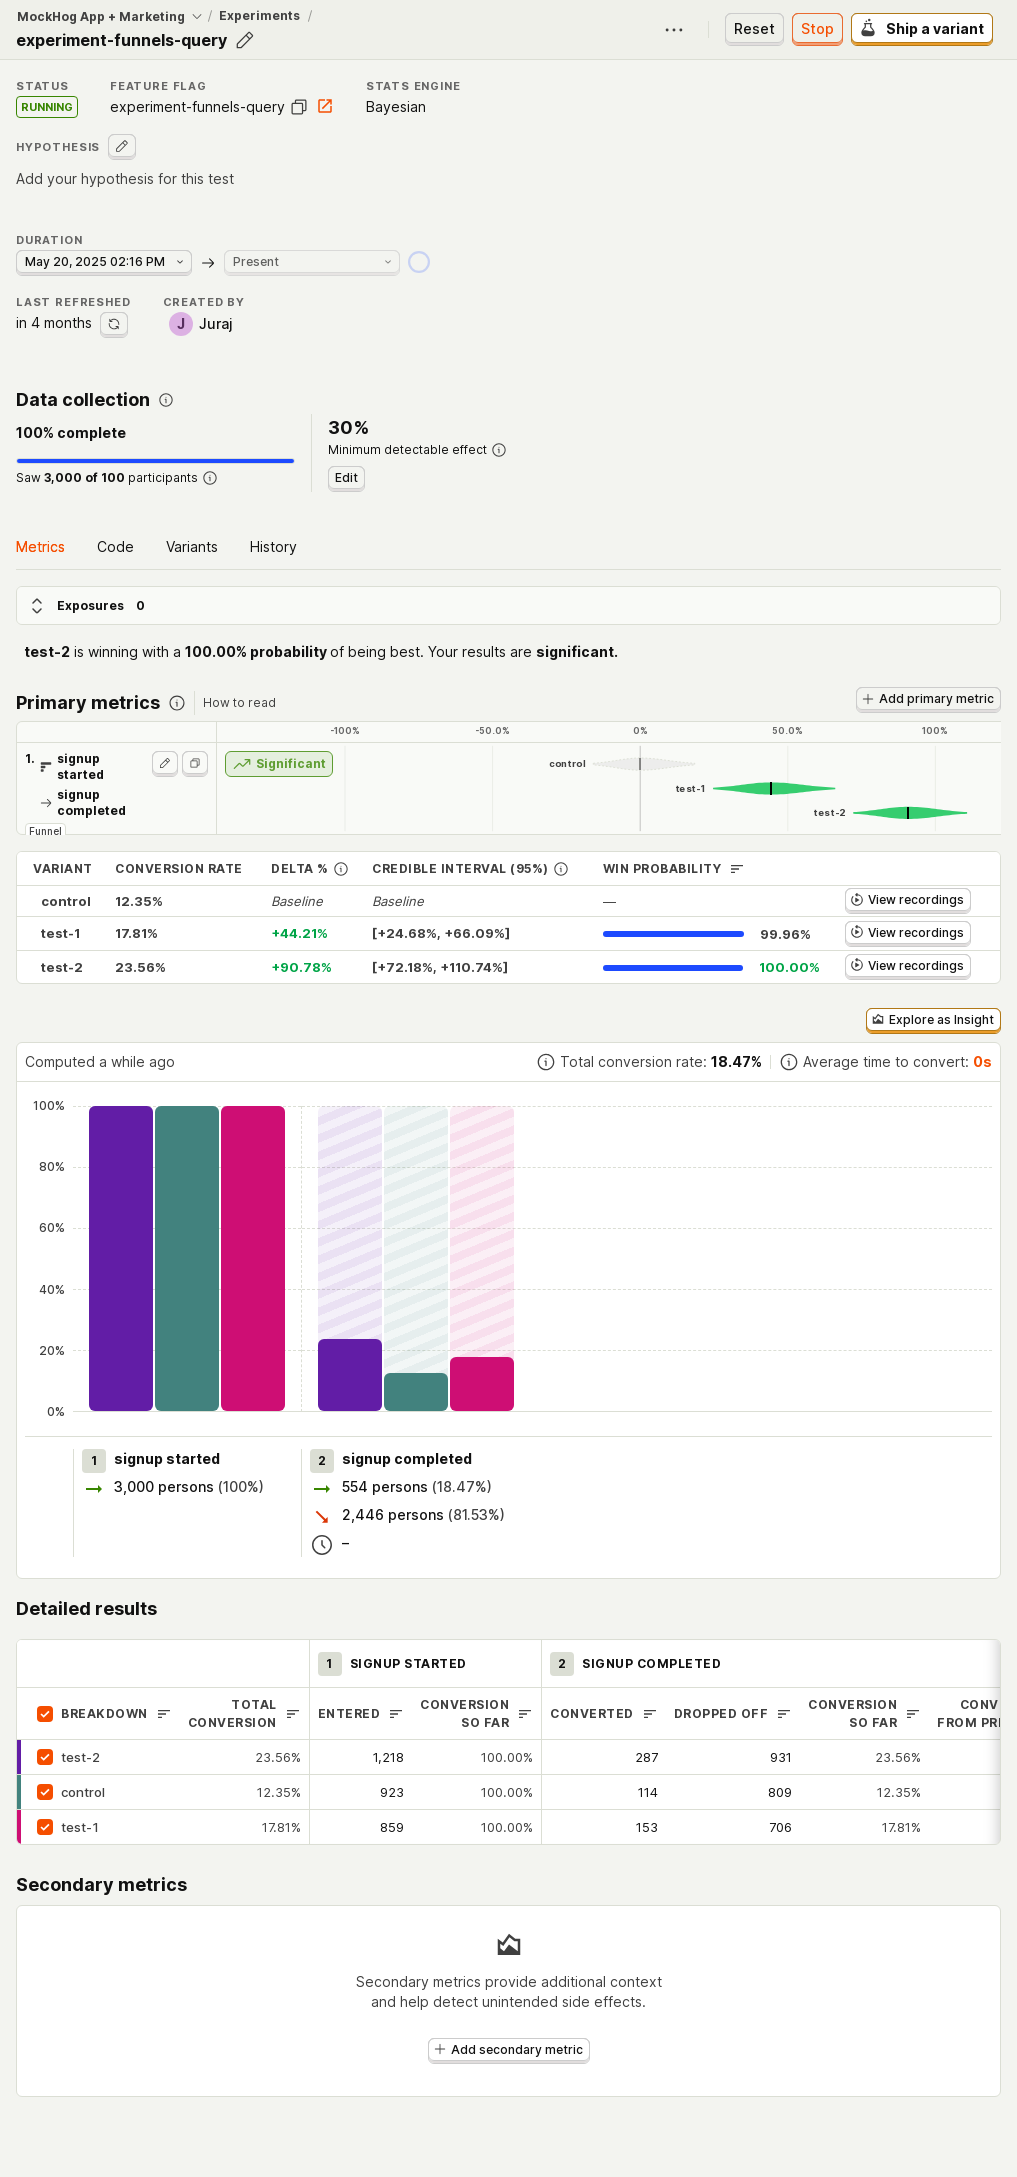 MockHog App + Marketing / Experiments /
experiment-funnels-query
Reset Stop Ship a variant
STATUS FEATURE FLAG STATS ENGINE
RUNNING experiment-funnels-query Bayesian
HYPOTHESIS
Add your hypothesis for this test
DURATION
May 20, 2025 02:16 PM → Present
LAST REFRESHED CREATED BY
in 4 months J Juraj
Data collection
100% complete
Saw 3,000 of 100 participants
30%
Minimum detectable effect
Edit
Metrics Code Variants History
Exposures 0
test-2 is winning with a 100.00% probability of being best. Your results are significant.
Primary metrics How to read + Add primary metric
-100% -50.0% 0% 50.0% 100%
1. signup
started
→ signup
completed
Funnel
Significant
control
test-1
test-2
VARIANT CONVERSION RATE DELTA % CREDIBLE INTERVAL (95%) WIN PROBABILITY
control 12.35% Baseline Baseline — View recordings
test-1 17.81% +44.21% [+24.68%, +66.09%] 99.96% View recordings
test-2 23.56% +90.78% [+72.18%, +110.74%] 100.00% View recordings
Explore as Insight
Computed a while ago Total conversion rate: 18.47% Average time to convert: 0s
100%
80%
60%
40%
20%
0%
1 signup started
3,000 persons (100%)
2 signup completed
554 persons (18.47%)
2,446 persons (81.53%)
–
Detailed results
1 SIGNUP STARTED 2 SIGNUP COMPLETED
BREAKDOWN TOTAL CONVERSION ENTERED CONVERSION SO FAR CONVERTED DROPPED OFF CONVERSION SO FAR CONV FROM PRE
test-2 23.56% 1,218 100.00% 287 931 23.56%
control 12.35% 923 100.00% 114 809 12.35%
test-1 17.81% 859 100.00% 153 706 17.81%
Secondary metrics
Secondary metrics provide additional context
and help detect unintended side effects.
+ Add secondary metric